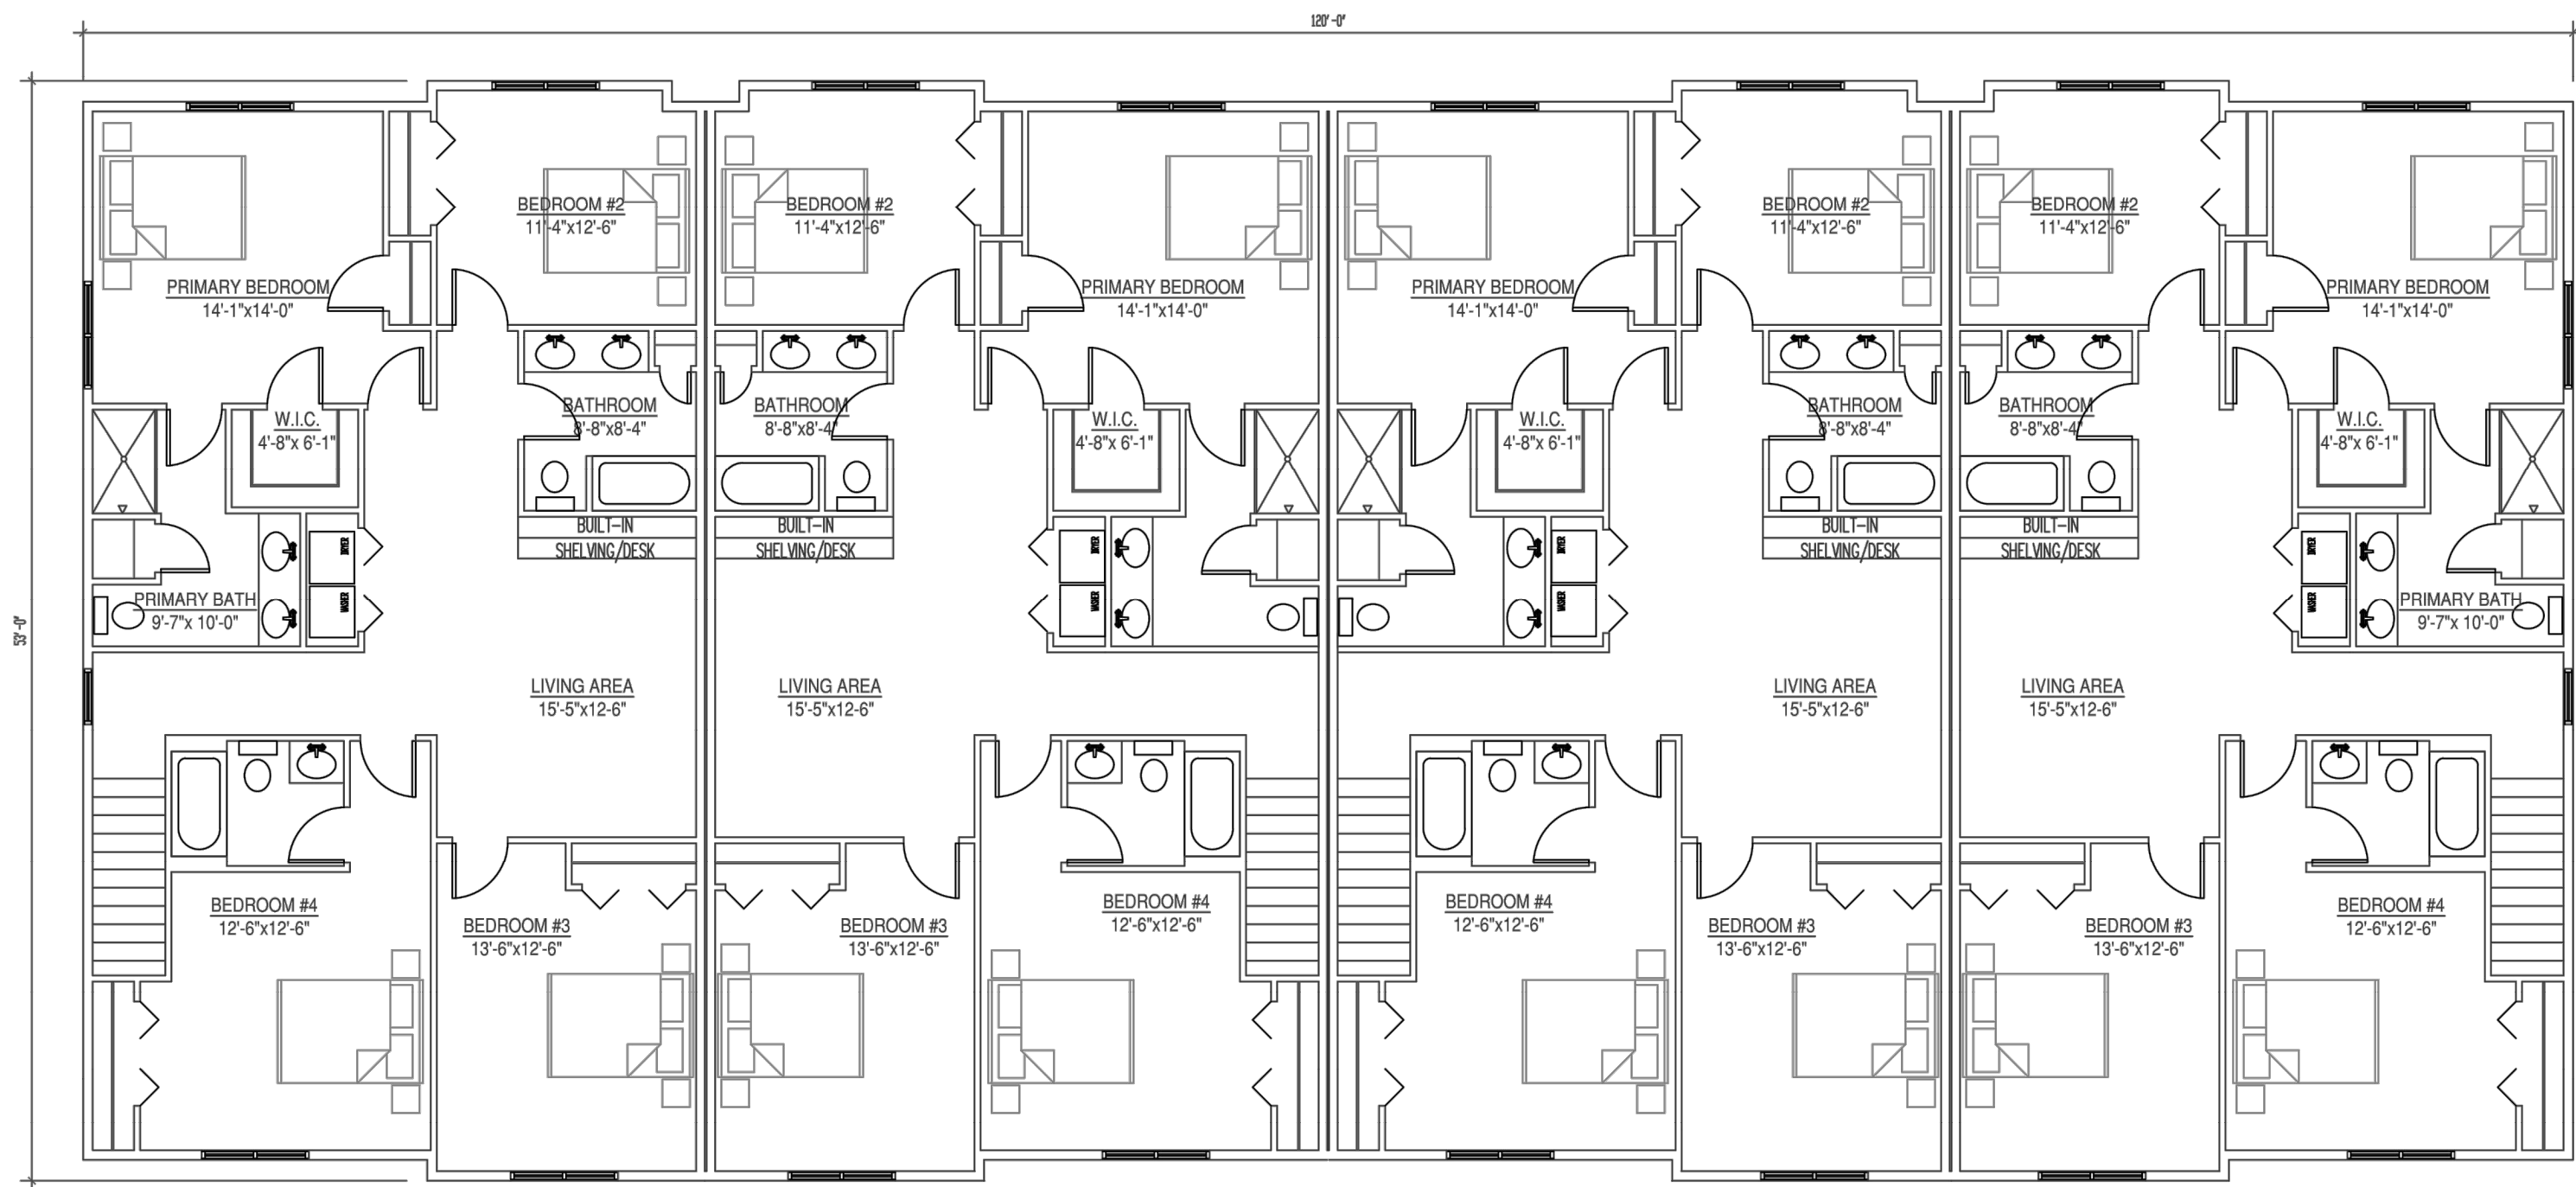 120'-0"
BEDROOM #2
11'-4"x12'-6"
BEDROOM #2
11'-4"x12'-6"
BEDROOM #2
11'-4"x12'-6"
BEDROOM #2
11'-4"x12'-6"
PRIMARY BEDROOM
14'-1"x14'-0"
PRIMARY BEDROOM
14'-1"x14'-0"
PRIMARY BEDROOM
14'-1"x14'-0"
PRIMARY BEDROOM
14'-1"x14'-0"
W.I.C.
4'-8"x 6'-1"
BATHROOM
8'-8"x8'-4"
BATHROOM
8'-8"x8'-4"
W.I.C.
4'-8"x 6'-1"
W.I.C.
4'-8"x 6'-1"
BATHROOM
8'-8"x8'-4"
BATHROOM
8'-8"x8'-4"
W.I.C.
4'-8"x 6'-1"
BUILT-IN
SHELVING/DESK
BUILT-IN
SHELVING/DESK
BUILT-IN
SHELVING/DESK
BUILT-IN
SHELVING/DESK
DRYER
DRYER
DRYER
DRYER
WASHER
WASHER
WASHER
WASHER
PRIMARY BATH
9'-7"x 10'-0"
PRIMARY BATH
9'-7"x 10'-0"
53'-0"
LIVING AREA
15'-5"x12-6"
LIVING AREA
15'-5"x12-6"
LIVING AREA
15'-5"x12-6"
LIVING AREA
15'-5"x12-6"
BEDROOM #4
12'-6"x12'-6"
BEDROOM #3
13'-6"x12'-6"
BEDROOM #3
13'-6"x12'-6"
BEDROOM #4
12'-6"x12'-6"
BEDROOM #4
12'-6"x12'-6"
BEDROOM #3
13'-6"x12'-6"
BEDROOM #3
13'-6"x12'-6"
BEDROOM #4
12'-6"x12'-6"